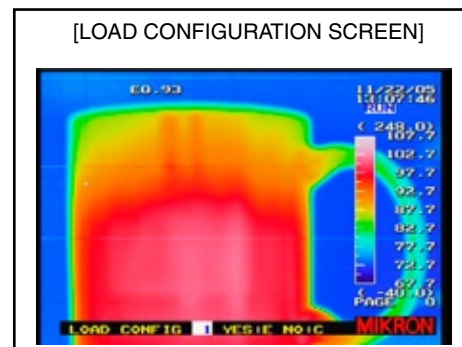 [LOAD CONFIGURATION SCREEN]
E0.93
11/22/05
13:07:46
RUN
( 248.0)
107.7
102.7
97.7
92.7
87.7
82.7
77.7
72.7
67.7
( -40.0)
PAGE 0
LOAD CONFIG 1 YES:E NO:C
MIKRON